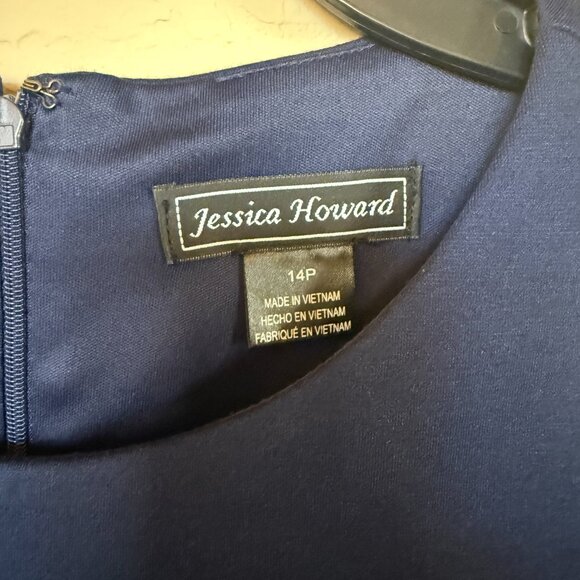 Jessica Howard
14P
MADE IN VIETNAM
HECHO EN VIETNAM
FABRIQUÉ EN VIETNAM